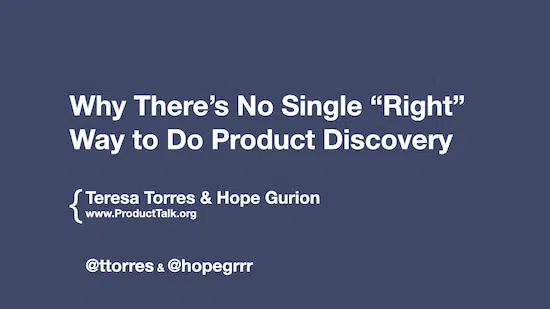 Why There’s No Single “Right”
Way to Do Product Discovery
{ Teresa Torres & Hope Gurion
www.ProductTalk.org
@ttorres & @hopegrrr